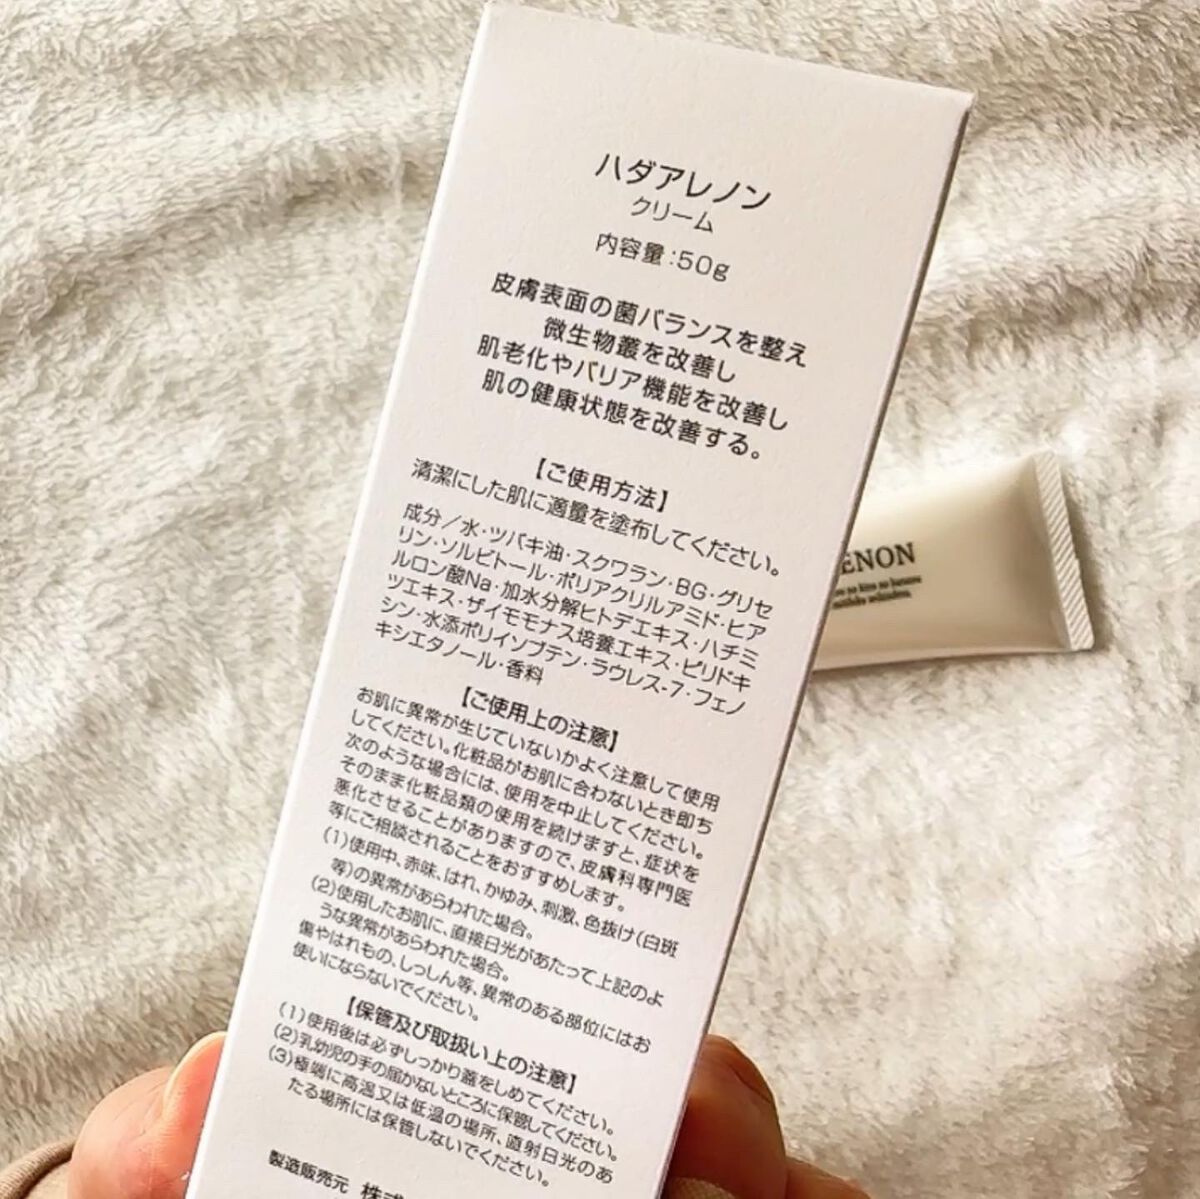 ハダアレノン
クリーム
内容量:50g
皮膚表面の菌バランスを整え
微生物叢を改善し
肌老化やバリア機能を改善し
肌の健康状態を改善する。
【ご使用方法】
清潔にした肌に適量を塗布してください。
成分/水・ツバキ油・スクワラン・BG・グリセ
リン・ソルビトール・ポリアクリルアミド・ヒア
ルロン酸Na・加水分解ヒトデエキス・ハチミ
ツエキス・ザイモモナス培養エキス・ピリドキ
シン・水添ポリイソブテン・ラウレス-7・フェノ
キシエタノール・香料
【ご使用上の注意】
お肌に異常が生じていないかよく注意して使用
してください。化粧品がお肌に合わないとき即ち
次のような場合には、使用を中止してください。
そのまま化粧品類の使用を続けますと、症状を
悪化させることがありますので、皮膚科専門医
等にご相談されることをおすすめします。
(1)使用中、赤味、はれ、かゆみ、刺激、色抜け(白斑
等)の異常があらわれた場合。
(2)使用したお肌に、直接日光があたって上記のよ
うな異常があらわれた場合。
傷やはれもの、しっしん等、異常のある部位にはお
使いにならないでください。
【保管及び取扱い上の注意】
(1)使用後は必ずしっかり蓋をしめてください。
(2)乳幼児の手の届かないところに保管してください。
(3)極端に高温又は低温の場所、直射日光のあ
たる場所には保管しないでください。
製造販売元 株式
ENON